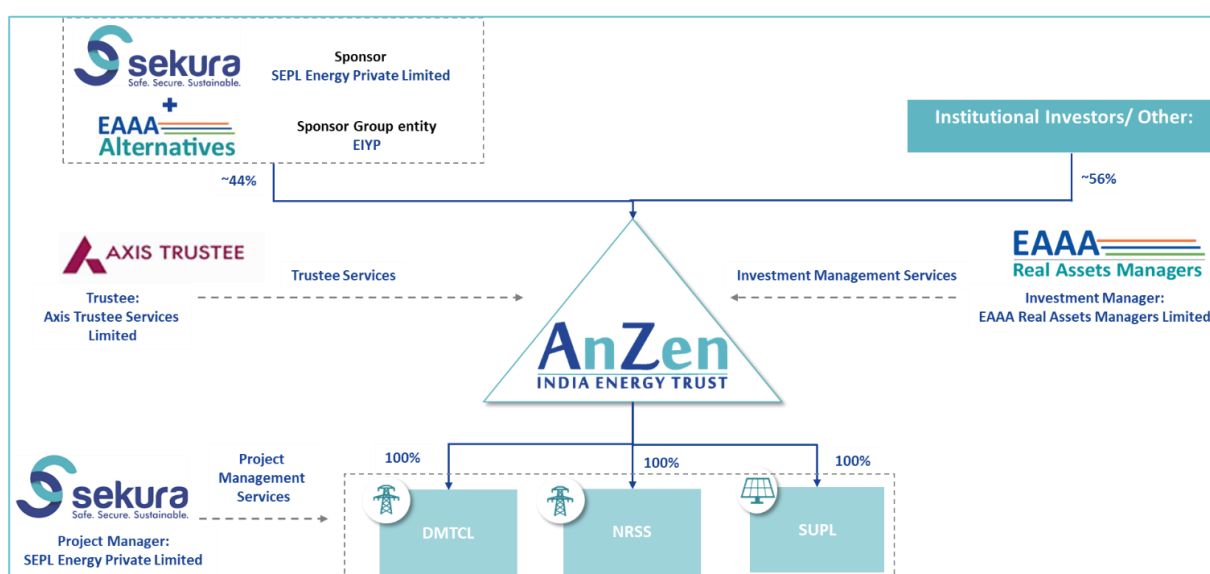 sekura
Safe. Secure. Sustainable.
+
EAAA
Alternatives
Sponsor
SEPL Energy Private Limited
Sponsor Group entity
EIYP
Institutional Investors/ Other:
~44%
~56%
AXIS TRUSTEE
Trustee:
Axis Trustee Services
Limited
Trustee Services
Investment Management Services
EAAA
Real Assets Managers
Investment Manager:
EAAA Real Assets Managers Limited
AnZen
INDIA ENERGY TRUST
sekura
Safe. Secure. Sustainable.
Project Manager:
SEPL Energy Private Limited
Project
Management
Services
100%
100%
100%
DMTCL
NRSS
SUPL